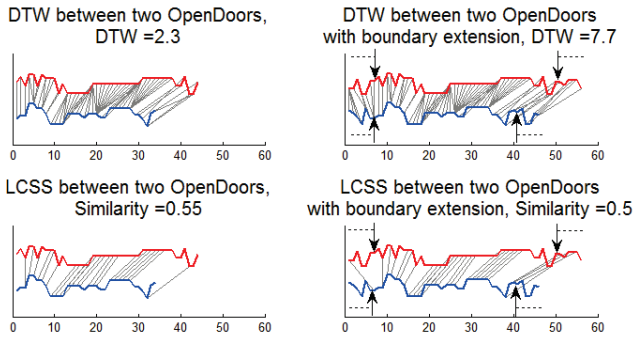 DTW between two OpenDoors,
DTW =2.3
0 10 20 30 40 50 60
DTW between two OpenDoors
with boundary extension, DTW =7.7
0 10 20 30 40 50 60
LCSS between two OpenDoors,
Similarity =0.55
0 10 20 30 40 50 60
LCSS between two OpenDoors
with boundary extension, Similarity =0.5
0 10 20 30 40 50 60